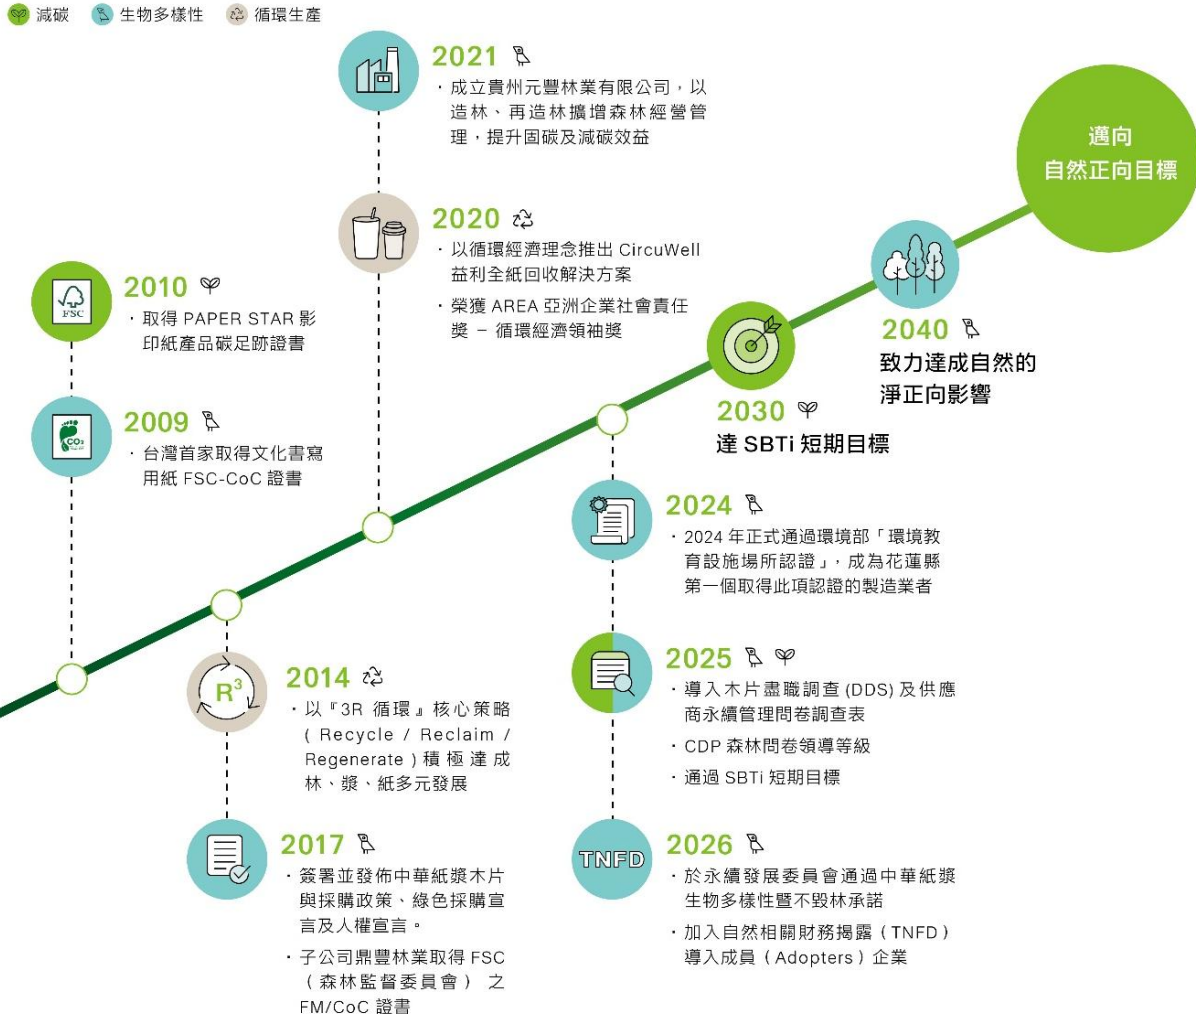 減碳
生物多樣性
循環生產
2021
・成立貴州元豐林業有限公司，以
造林、再造林擴增森林經營管
理，提升固碳及減碳效益
2020
・以循環經濟理念推出 CircuWell
益利全紙回收解決方案
・榮獲 AREA 亞洲企業社會責任
獎 – 循環經濟領袖獎
FSC
2010
・取得 PAPER STAR 影
印紙產品碳足跡證書
CO₂
2009
・台灣首家取得文化書寫
用紙 FSC-CoC 證書
R³
2014
・以『3R 循環』核心策略
( Recycle / Reclaim /
Regenerate ) 積極達成
林、漿、紙多元發展
2017
・簽署並發佈中華紙漿木片
與採購政策、綠色採購宣
言及人權宣言。
・子公司鼎豐林業取得 FSC
（森林監督委員會）之
FM/CoC 證書
邁向
自然正向目標
2040
致力達成自然的
淨正向影響
2030
達 SBTi 短期目標
2024
・2024 年正式通過環境部「環境教
育設施場所認證」，成為花蓮縣
第一個取得此項認證的製造業者
2025
・導入木片盡職調查 (DDS) 及供應
商永續管理問卷調查表
・CDP 森林問卷領導等級
・通過 SBTi 短期目標
TNFD
2026
・於永續發展委員會通過中華紙漿
生物多樣性暨不毀林承諾
・加入自然相關財務揭露（TNFD）
導入成員（Adopters）企業